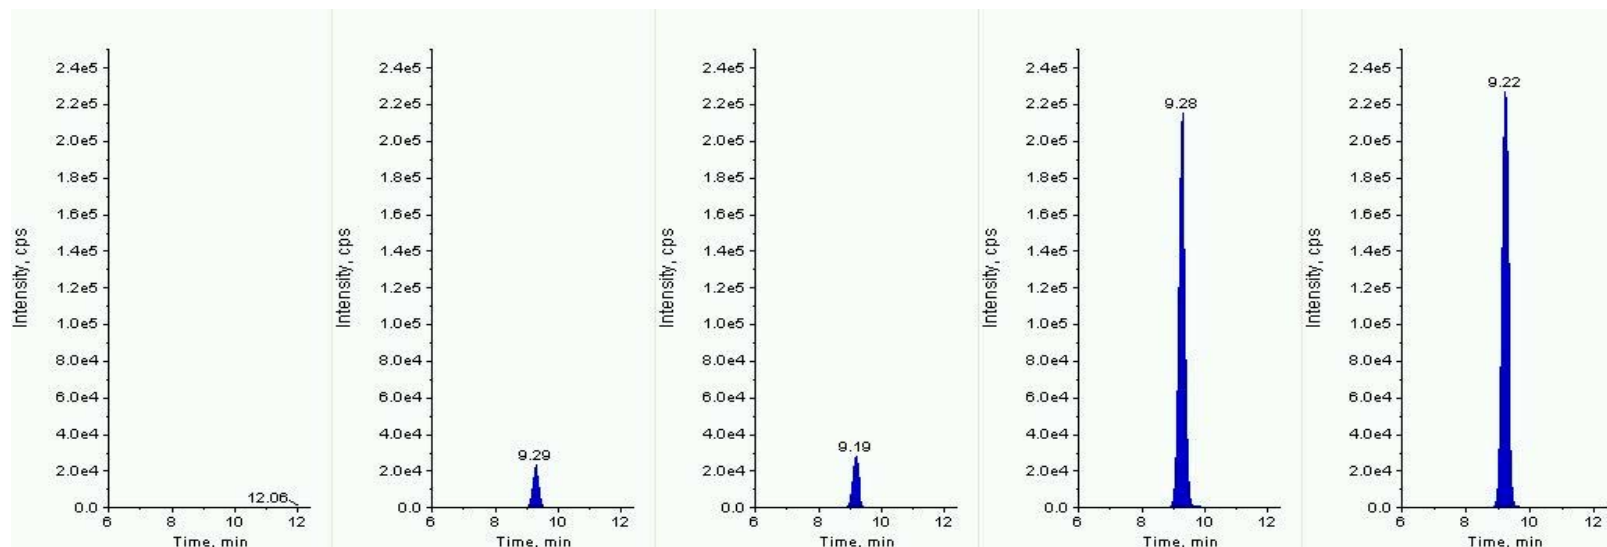 Intensity, cps
2.4e5
2.2e5
2.0e5
1.8e5
1.6e5
1.4e5
1.2e5
1.0e5
8.0e4
6.0e4
4.0e4
2.0e4
0.0
12.06
6 8 10 12
Time, min
Intensity, cps
2.4e5
2.2e5
2.0e5
1.8e5
1.6e5
1.4e5
1.2e5
1.0e5
8.0e4
6.0e4
4.0e4
2.0e4
0.0
9.29
6 8 10 12
Time, min
Intensity, cps
2.4e5
2.2e5
2.0e5
1.8e5
1.6e5
1.4e5
1.2e5
1.0e5
8.0e4
6.0e4
4.0e4
2.0e4
0.0
9.19
6 8 10 12
Time, min
Intensity, cps
2.4e5
2.2e5
2.0e5
1.8e5
1.6e5
1.4e5
1.2e5
1.0e5
8.0e4
6.0e4
4.0e4
2.0e4
0.0
9.28
6 8 10 12
Time, min
Intensity, cps
2.4e5
2.2e5
2.0e5
1.8e5
1.6e5
1.4e5
1.2e5
1.0e5
8.0e4
6.0e4
4.0e4
2.0e4
0.0
9.22
6 8 10 12
Time, min